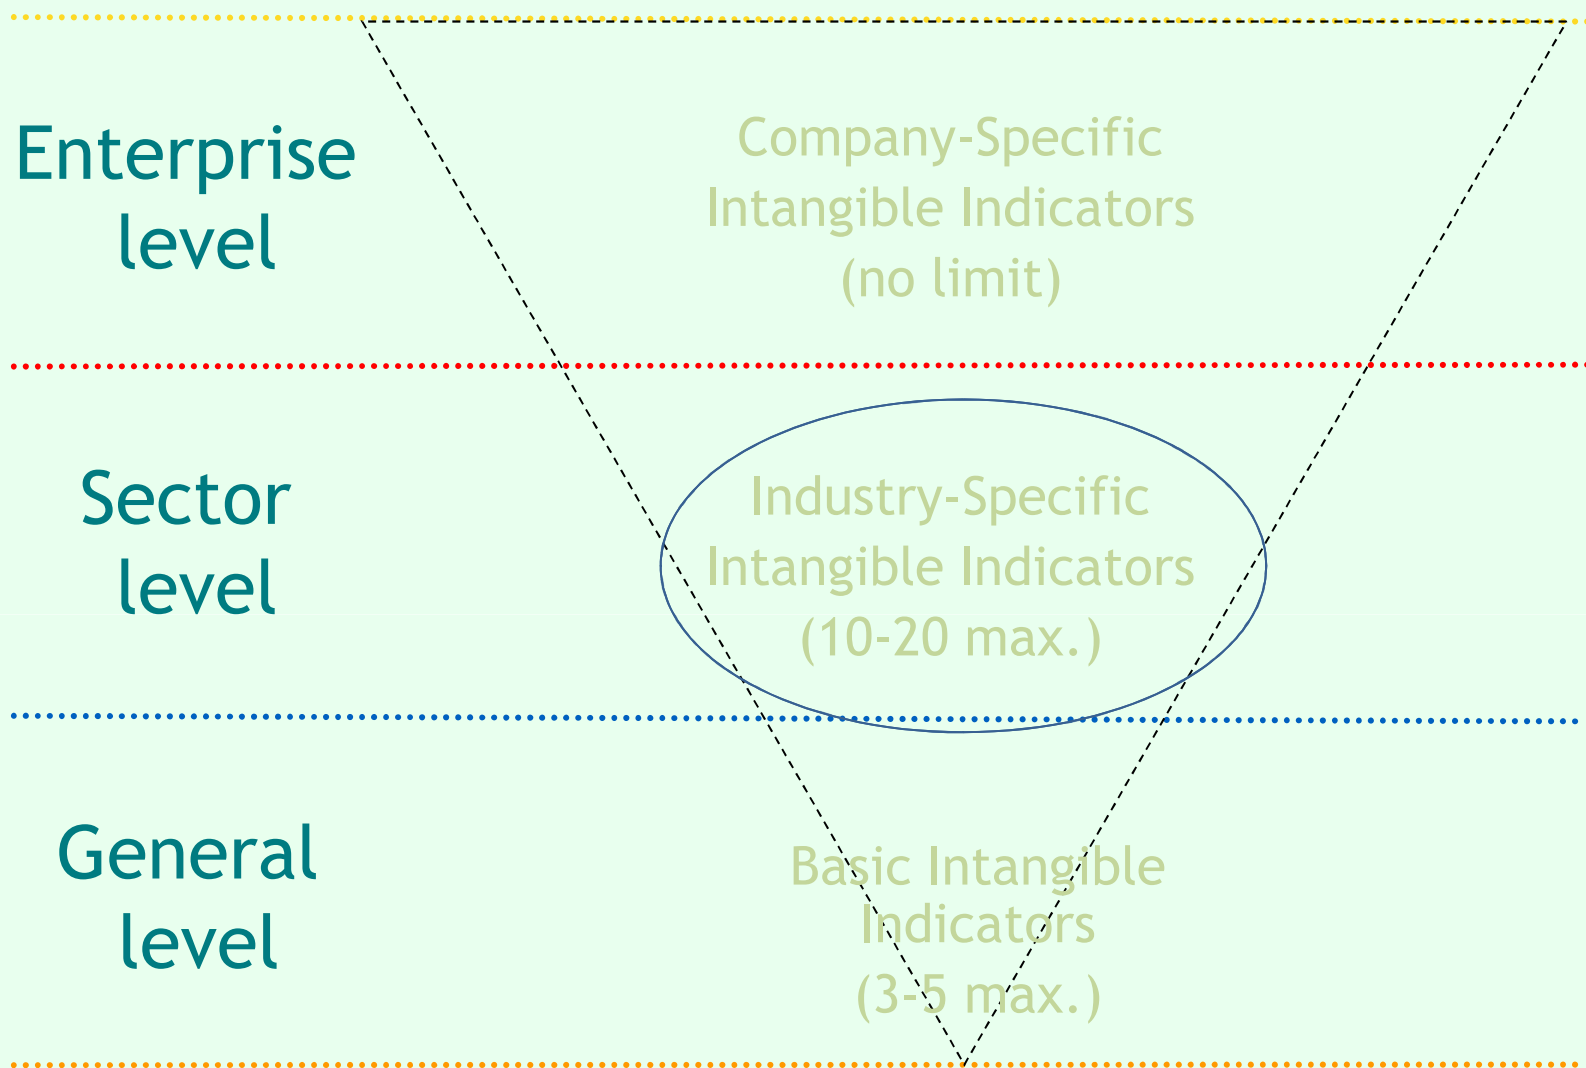 Enterprise
level
Company-Specific
Intangible Indicators
(no limit)
Sector
level
Industry-Specific
Intangible Indicators
(10-20 max.)
General
level
Basic Intangible
Indicators
(3-5 max.)